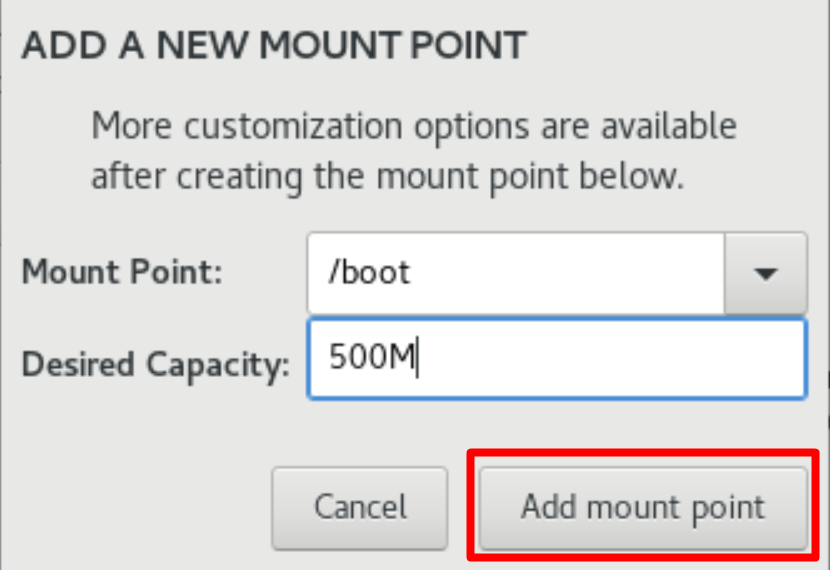 ADD A NEW MOUNT POINT
More customization options are available
after creating the mount point below.
Mount Point: /boot
Desired Capacity: 500M
Cancel Add mount point